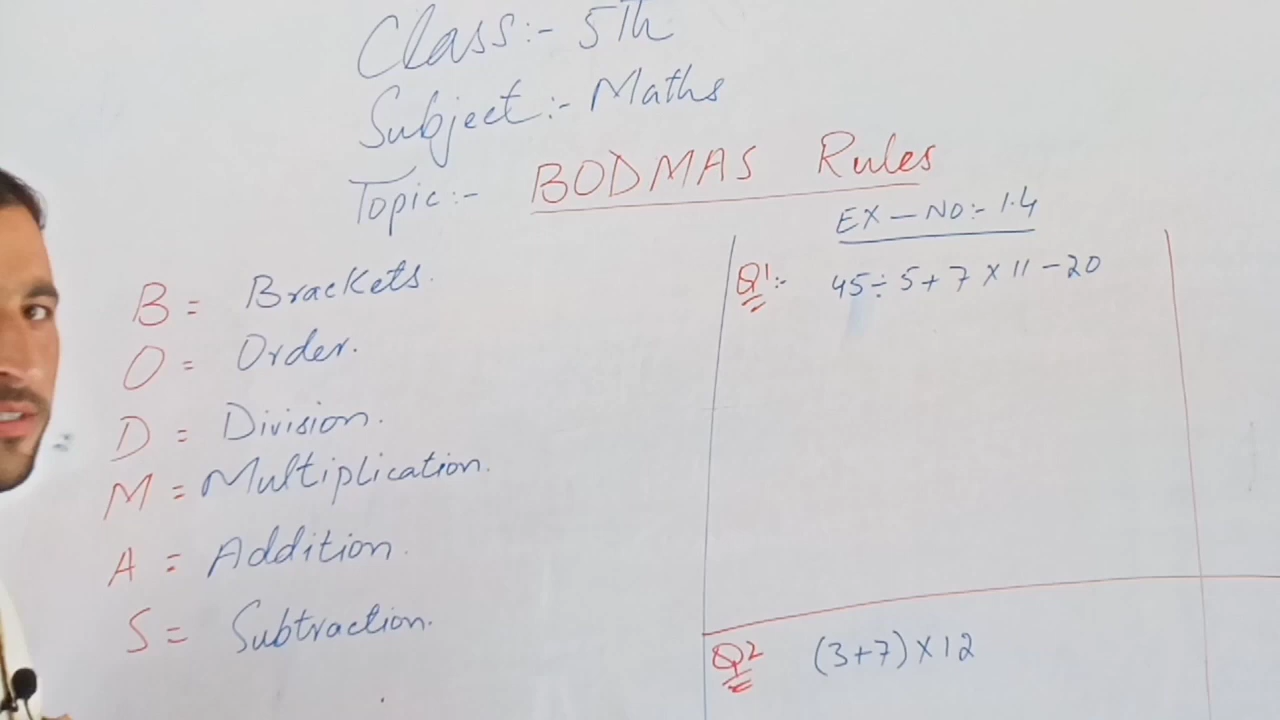 Class:- 5Th
Subject:- Maths
Topic:- BODMAS Rules
B = Brackets.
O = Order.
D = Division.
M = Multiplication.
A = Addition.
S = Subtraction.
EX - NO:- 1.4
Q1:- 45 ÷ 5 + 7 × 11 - 20
Q2 (3+7) × 12